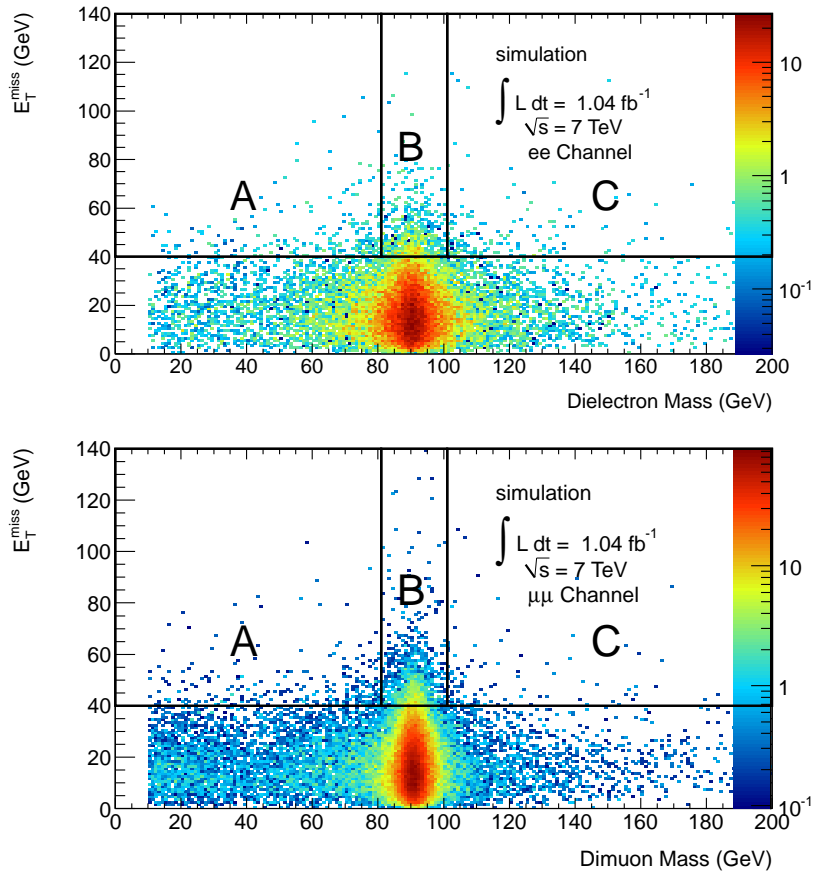 E_T^miss (GeV)
140
120
100
80
60
40
20
0
simulation
∫ L dt = 1.04 fb⁻¹
√s = 7 TeV
ee Channel
A
B
C
10
1
10⁻¹
0 20 40 60 80 100 120 140 160 180 200
Dielectron Mass (GeV)
E_T^miss (GeV)
140
120
100
80
60
40
20
0
simulation
∫ L dt = 1.04 fb⁻¹
√s = 7 TeV
μμ Channel
A
B
C
10
1
10⁻¹
0 20 40 60 80 100 120 140 160 180 200
Dimuon Mass (GeV)